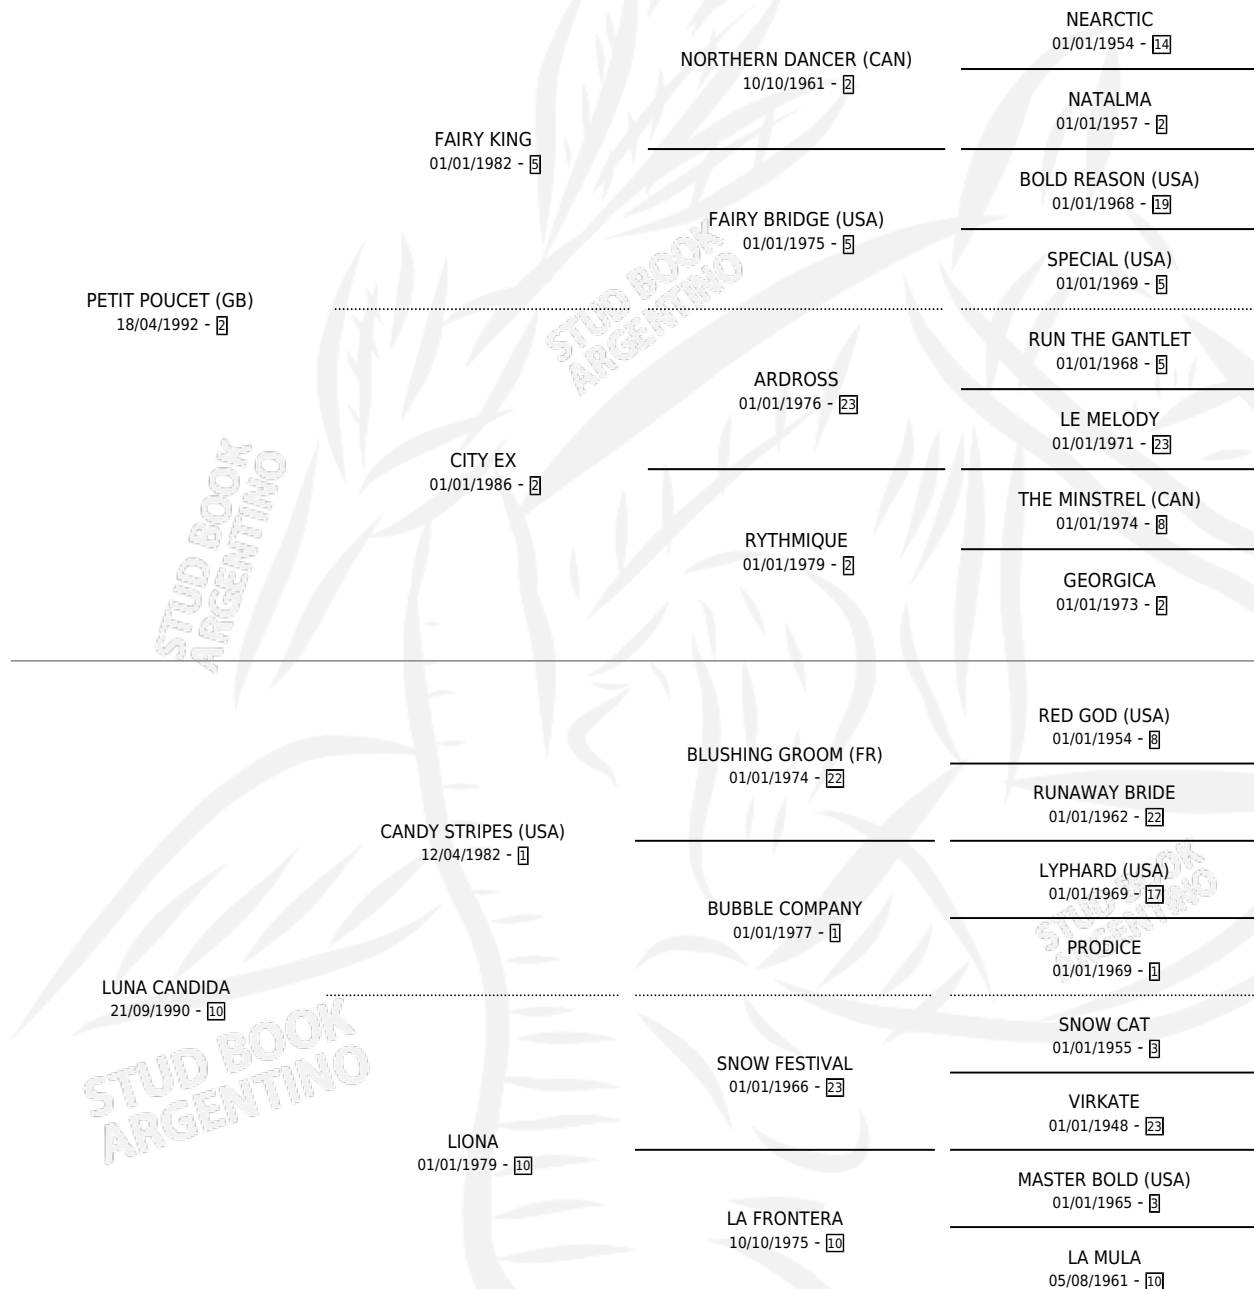 NEARCTIC
01/01/1954 - 14
NORTHERN DANCER (CAN)
10/10/1961 - 2
NATALMA
01/01/1957 - 2
FAIRY KING
01/01/1982 - 5
BOLD REASON (USA)
01/01/1968 - 19
FAIRY BRIDGE (USA)
01/01/1975 - 5
SPECIAL (USA)
01/01/1969 - 5
PETIT POUCET (GB)
18/04/1992 - 2
STUD BOOK
ARGENTINO
RUN THE GANTLET
01/01/1968 - 5
ARDROSS
01/01/1976 - 23
LE MELODY
01/01/1971 - 23
CITY EX
01/01/1986 - 2
THE MINSTREL (CAN)
01/01/1974 - 8
RYTHMIQUE
01/01/1979 - 2
GEORGICA
01/01/1973 - 2
STUD BOOK
ARGENTINO
RED GOD (USA)
01/01/1954 - 8
BLUSHING GROOM (FR)
01/01/1974 - 22
RUNAWAY BRIDE
01/01/1962 - 22
CANDY STRIPES (USA)
12/04/1982 - 1
LYPHARD (USA)
01/01/1969 - 17
BUBBLE COMPANY
01/01/1977 - 1
STUD BOOK
ARGENTINO
PRODICE
01/01/1969 - 1
LUNA CANDIDA
21/09/1990 - 10
SNOW CAT
01/01/1955 - 3
SNOW FESTIVAL
01/01/1966 - 23
STUD BOOK
ARGENTINO
VIRKATE
01/01/1948 - 23
LIONA
01/01/1979 - 10
MASTER BOLD (USA)
01/01/1965 - 3
LA FRONTERA
10/10/1975 - 10
LA MULA
05/08/1961 - 10